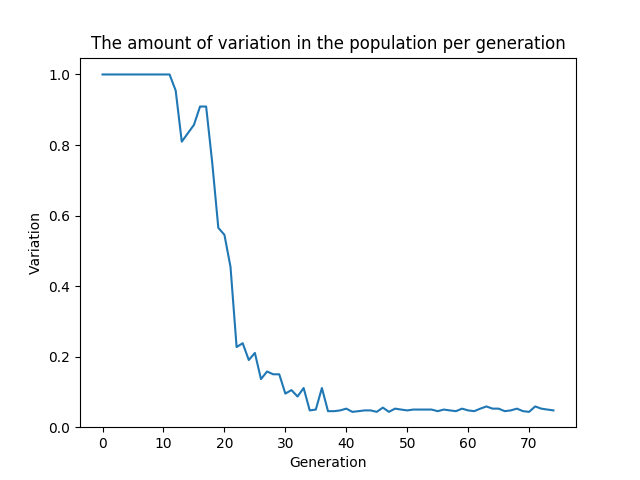 The amount of variation in the population per generation
1.0
0.8
0.6
0.4
0.2
0.0
Variation
0 10 20 30 40 50 60 70
Generation